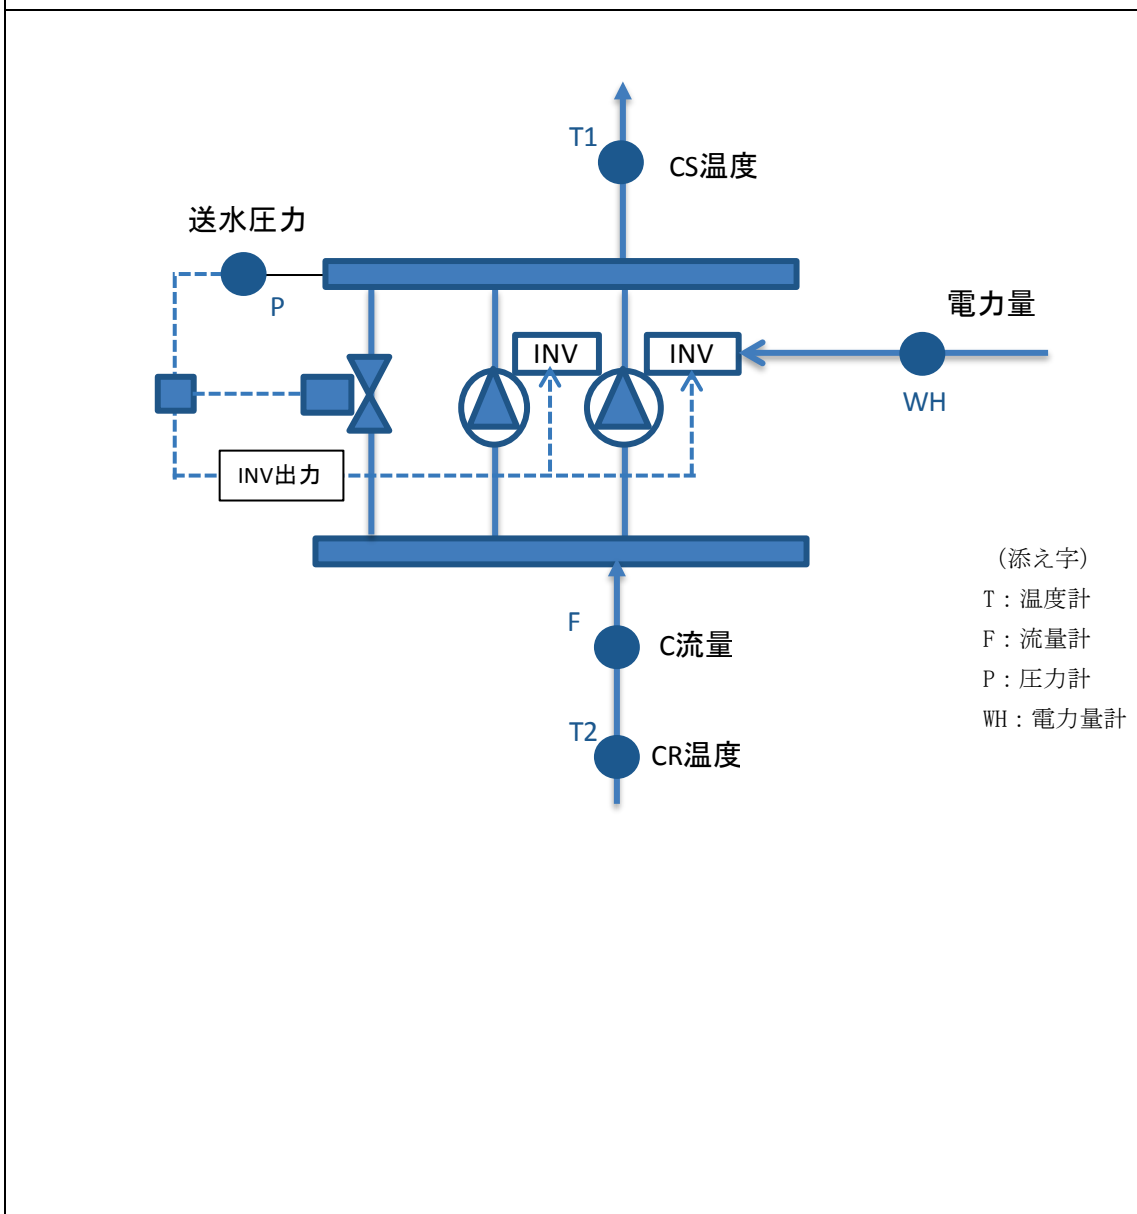 T1
CS温度
送水圧力
P
電力量
INV
INV
WH
INV出力
(添え字)
T：温度計
F
F：流量計
C流量
P：圧力計
WH：電力量計
T2
CR温度